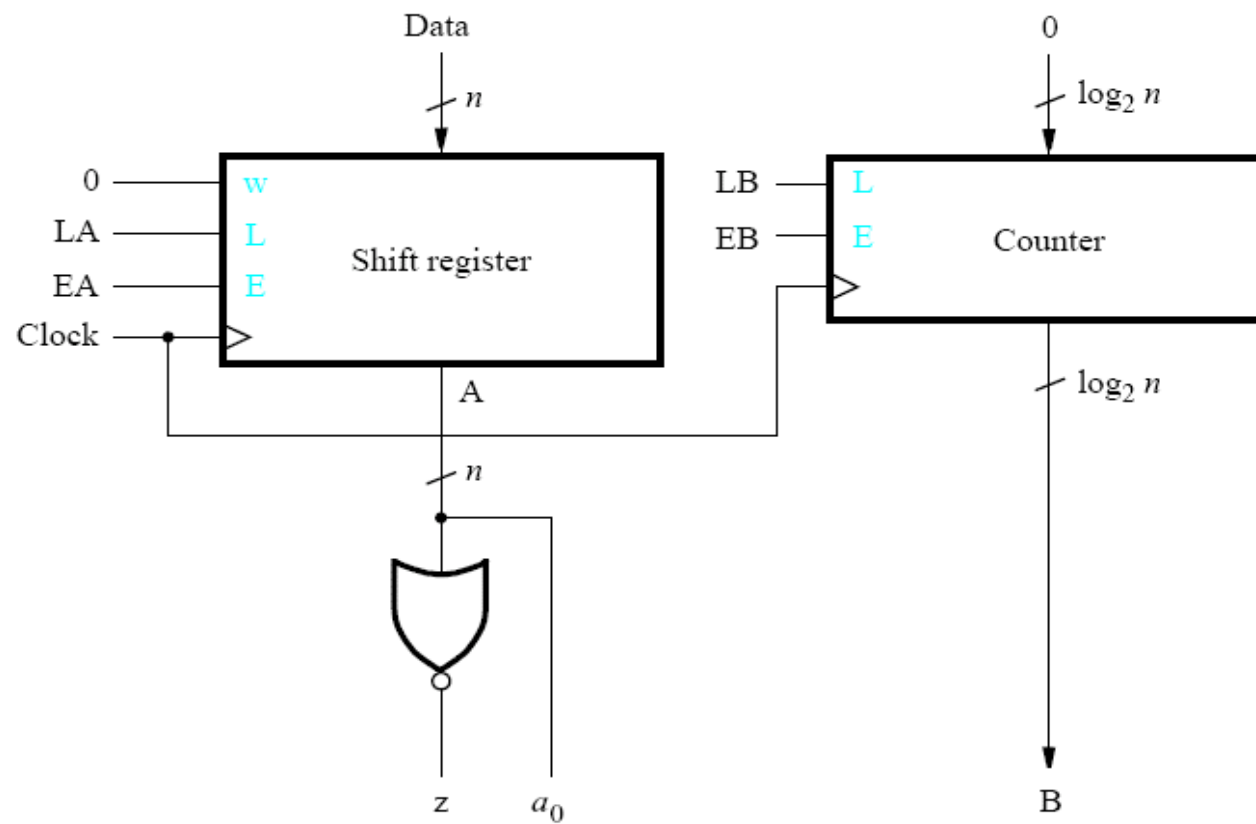 Data
0
n
log₂ n
0
w
LA
L
EA
E
Clock
Shift register
LB
L
EB
E
Counter
A
log₂ n
n
z
a₀
B